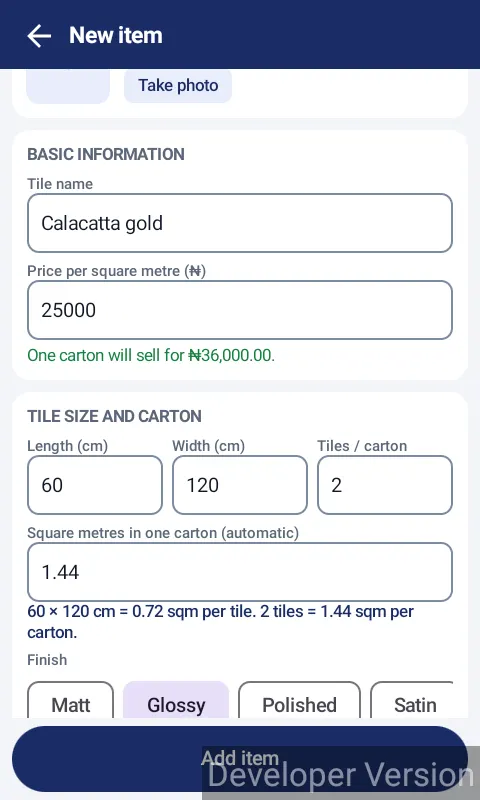 New item
Take photo
BASIC INFORMATION
Tile name
Calacatta gold
Price per square metre (₦)
25000
One carton will sell for ₦36,000.00.
TILE SIZE AND CARTON
Length (cm) Width (cm) Tiles / carton
60 120 2
Square metres in one carton (automatic)
1.44
60 × 120 cm = 0.72 sqm per tile. 2 tiles = 1.44 sqm per
carton.
Finish
Matt Glossy Polished Satin
Add item
Developer Version